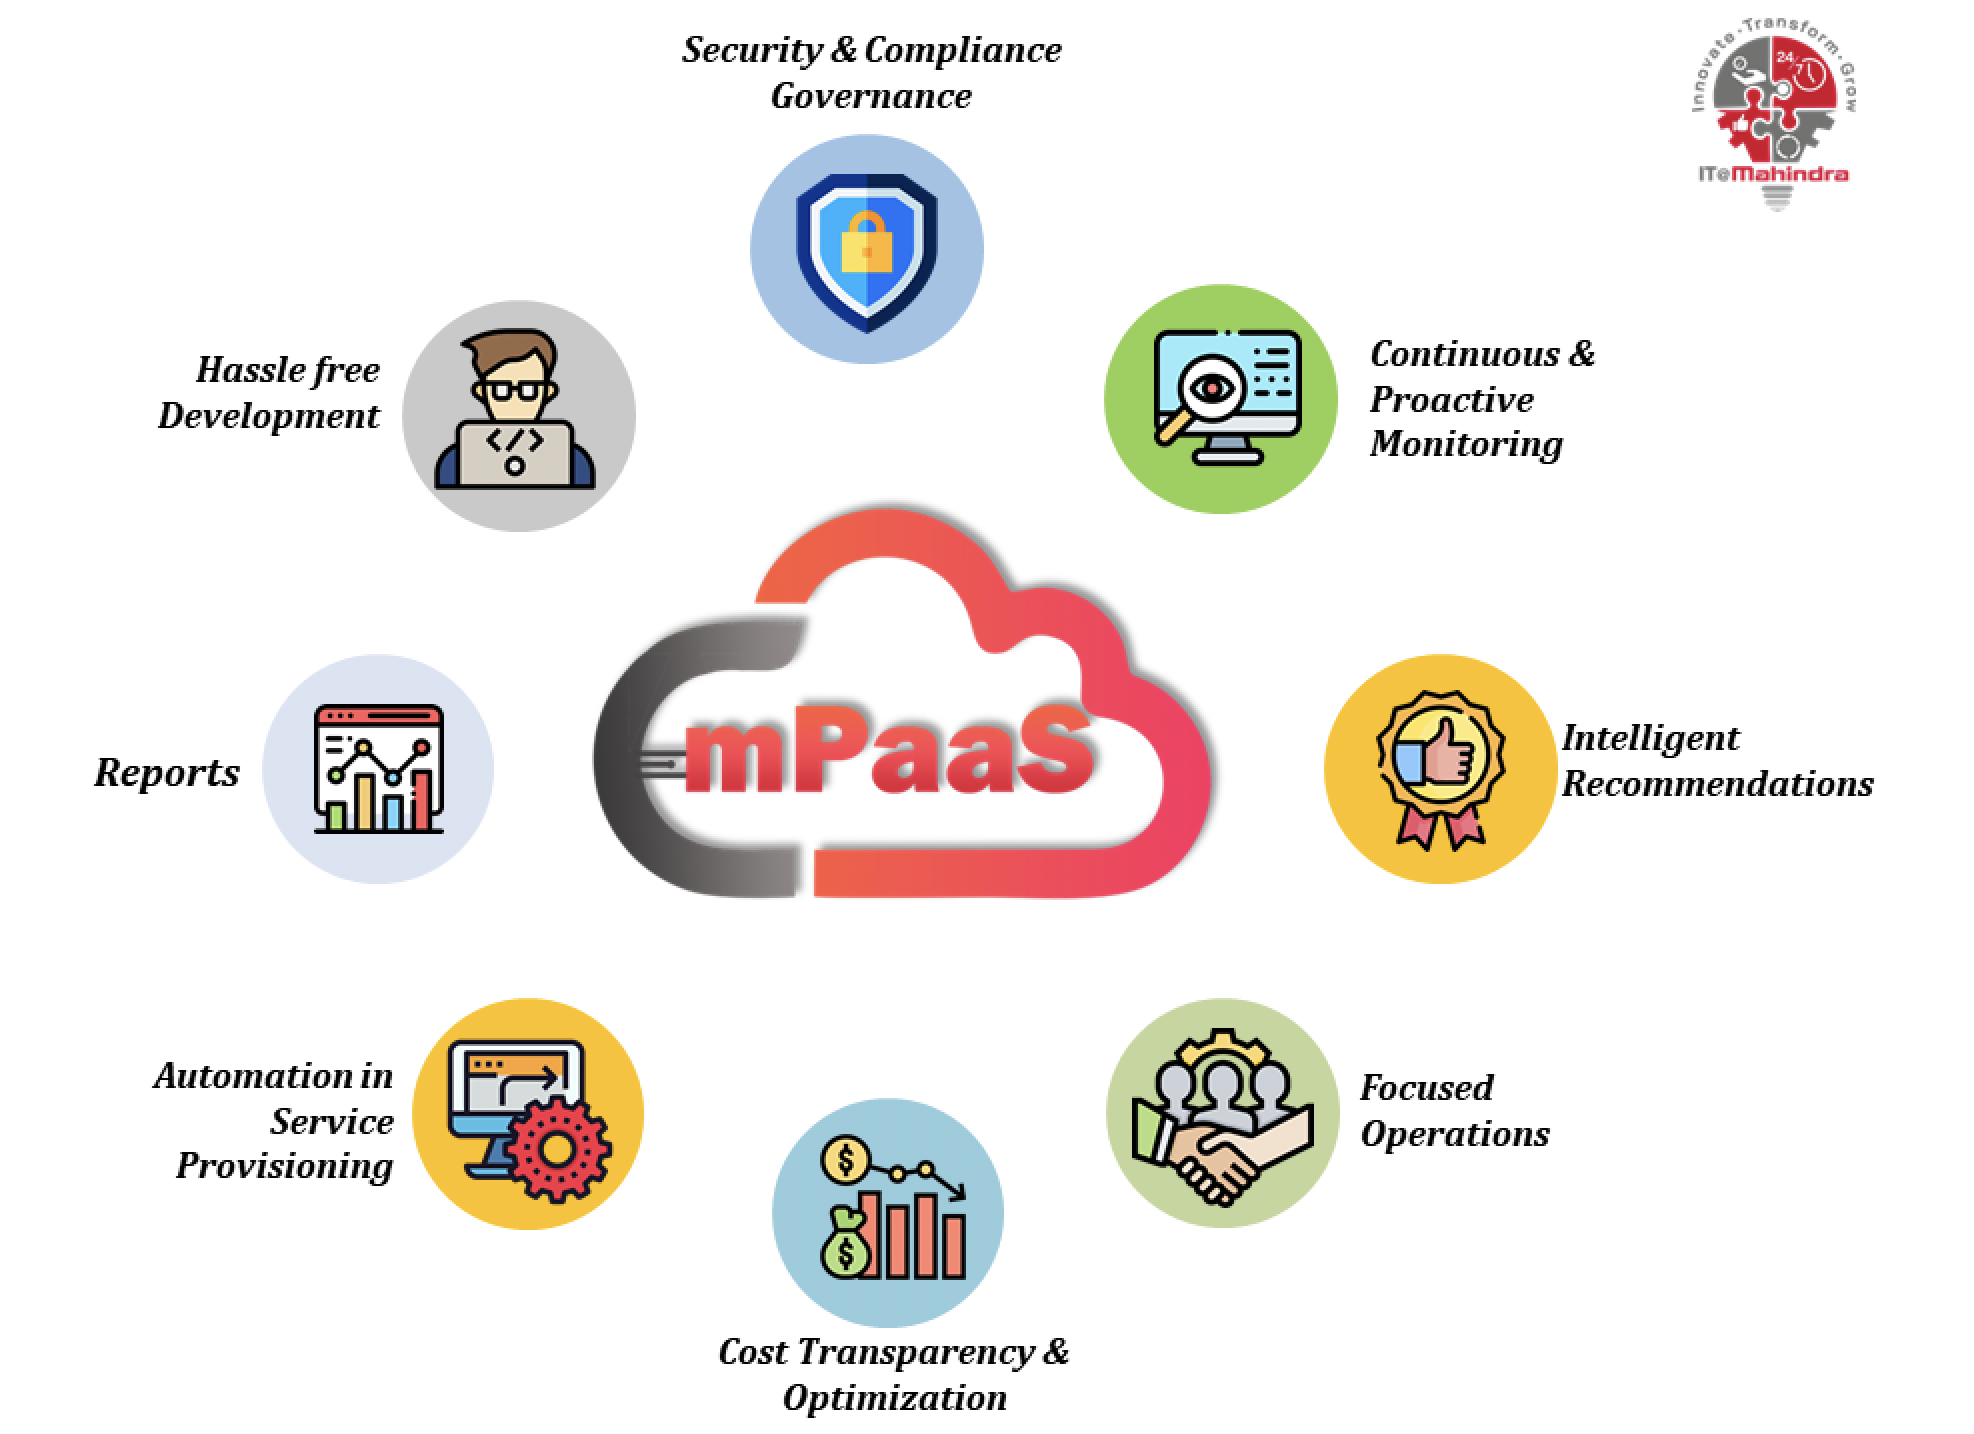 Security & Compliance
Governance
Innovate · Transform · Grow
24/7
ITeMahindra
Hassle free
Development
Continuous &
Proactive
Monitoring
mPaaS
Reports
Intelligent
Recommendations
Automation in
Service
Provisioning
Focused
Operations
$
$
Cost Transparency &
Optimization